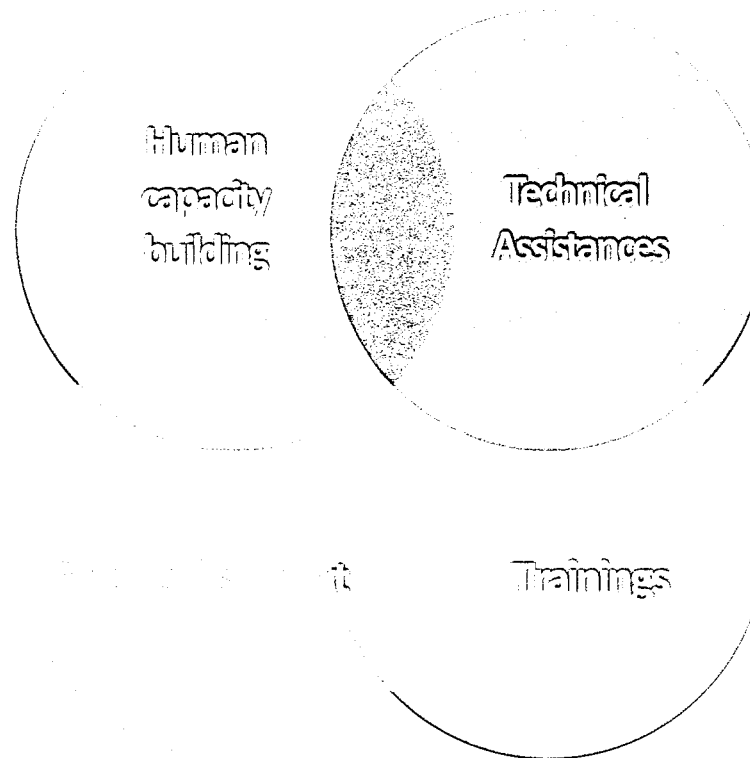 Human
capacity
building
Technical
Assistances
Trainings